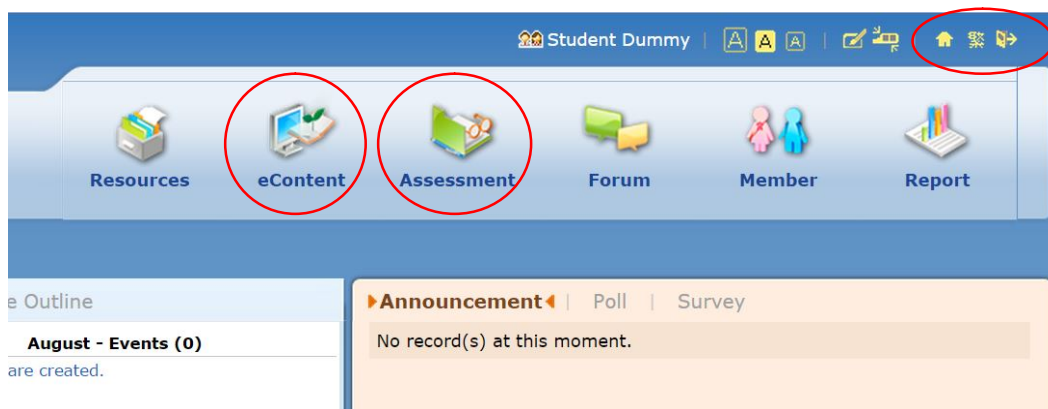 Student Dummy | A A A | 繁
Resources eContent Assessment Forum Member Report
e Outline
Announcement | Poll | Survey
August - Events (0)
No record(s) at this moment.
are created.